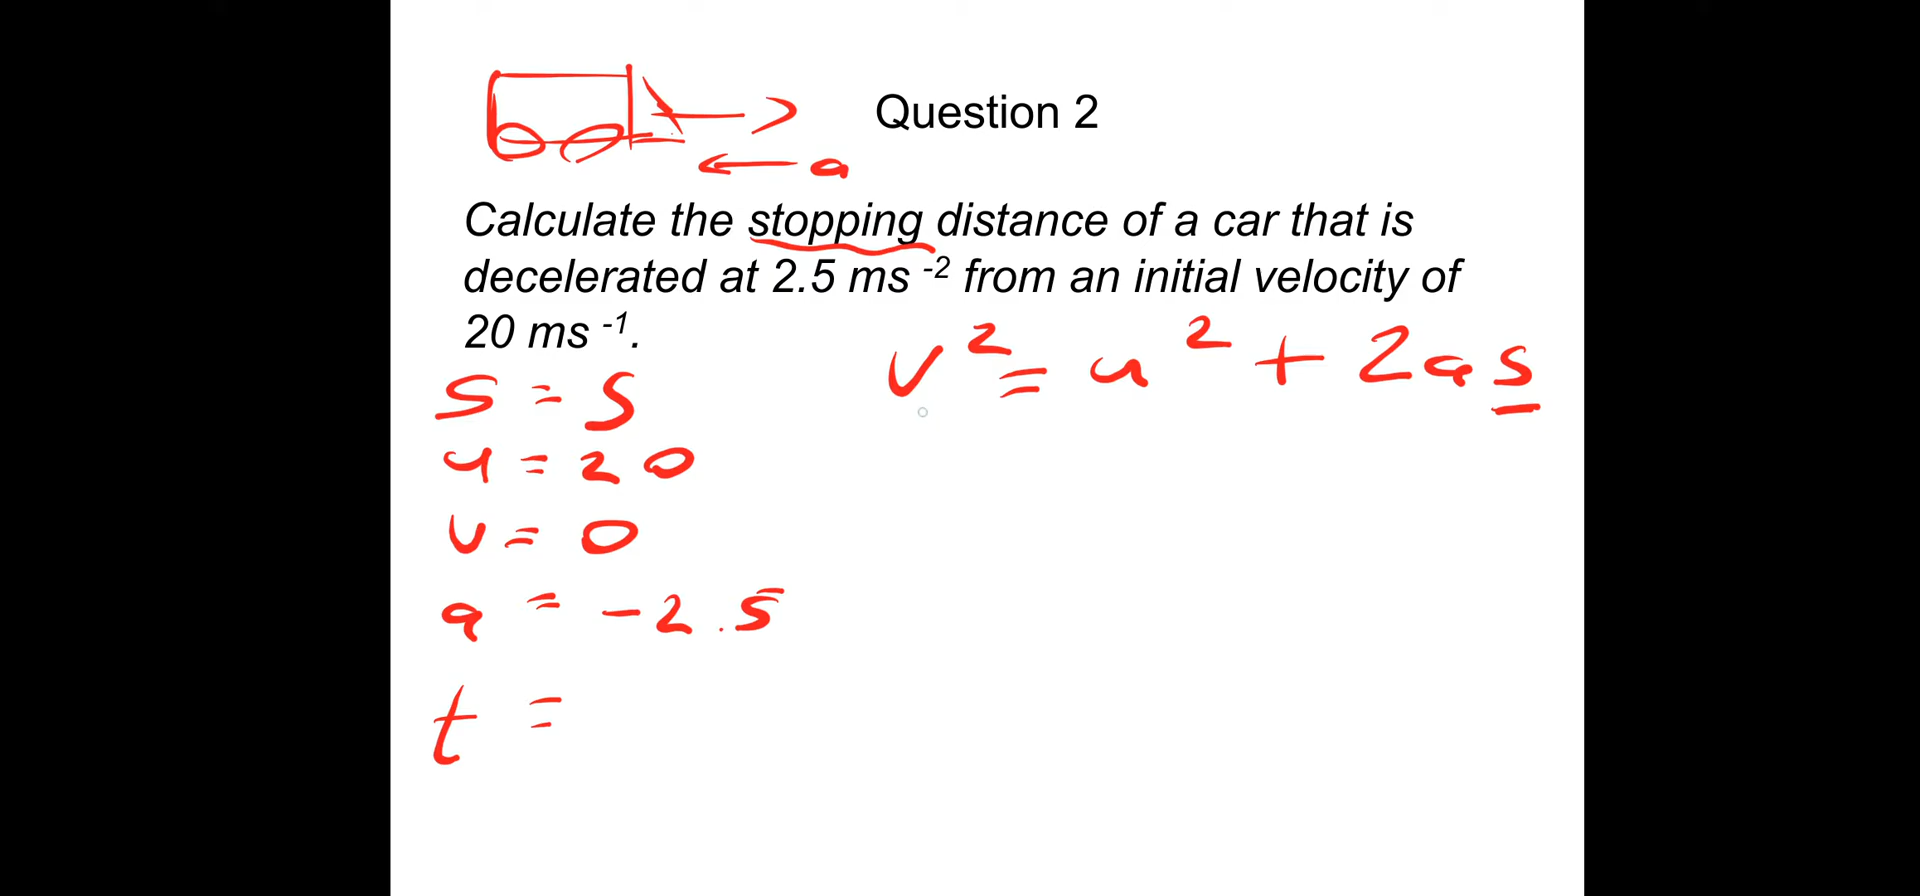 Question 2
a
Calculate the stopping distance of a car that is
decelerated at 2.5 ms -2 from an initial velocity of
20 ms -1.
v² = u² + 2as
s = s
u = 20
v = 0
a = -2.5
t =